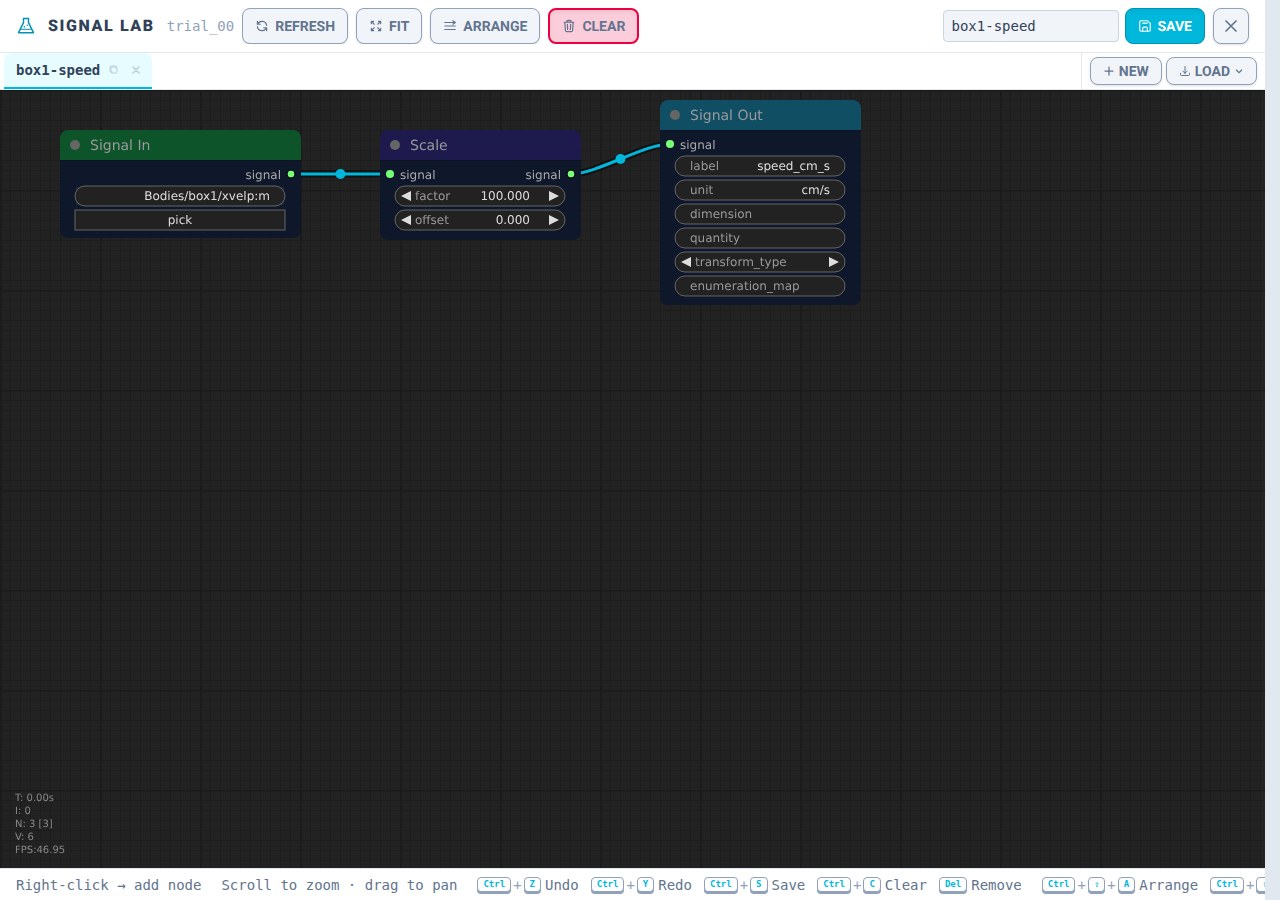 SIGNAL LAB trial_00 REFRESH FIT ARRANGE CLEAR box1-speed SAVE
box1-speed NEW LOAD
Signal In
signal
Bodies/box1/xvelp:m
pick
Scale
signal signal
factor 100.000
offset 0.000
Signal Out
signal
label speed_cm_s
unit cm/s
dimension
quantity
transform_type
enumeration_map
T: 0.00s
I: 0
N: 3 [3]
V: 6
FPS:46.95
Right-click → add node Scroll to zoom · drag to pan Ctrl+Z Undo Ctrl+Y Redo Ctrl+S Save Ctrl+C Clear Del Remove Ctrl+⇧+A Arrange Ctrl+